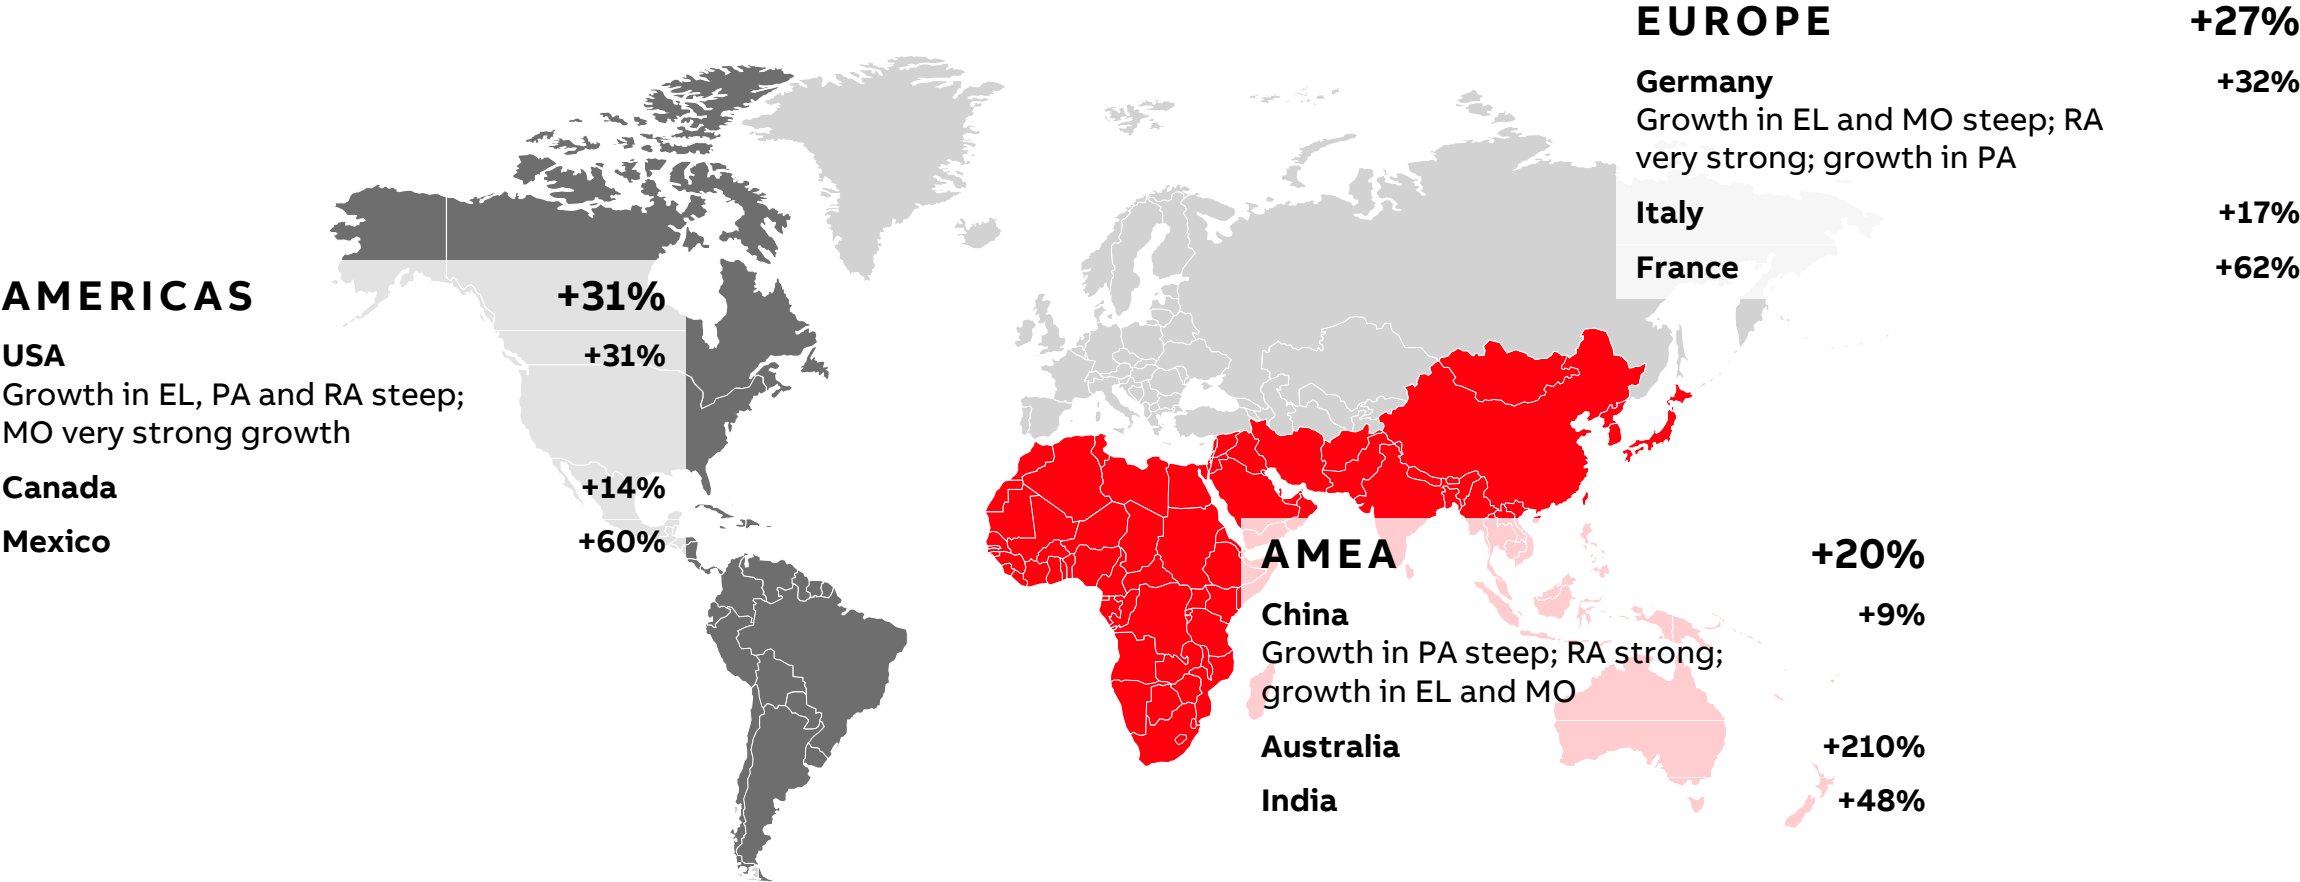 EUROPE +27%
Germany +32%
Growth in EL and MO steep; RA
very strong; growth in PA
Italy +17%
France +62%
AMERICAS +31%
USA +31%
Growth in EL, PA and RA steep;
MO very strong growth
Canada +14%
Mexico +60%
AMEA +20%
China +9%
Growth in PA steep; RA strong;
growth in EL and MO
Australia +210%
India +48%